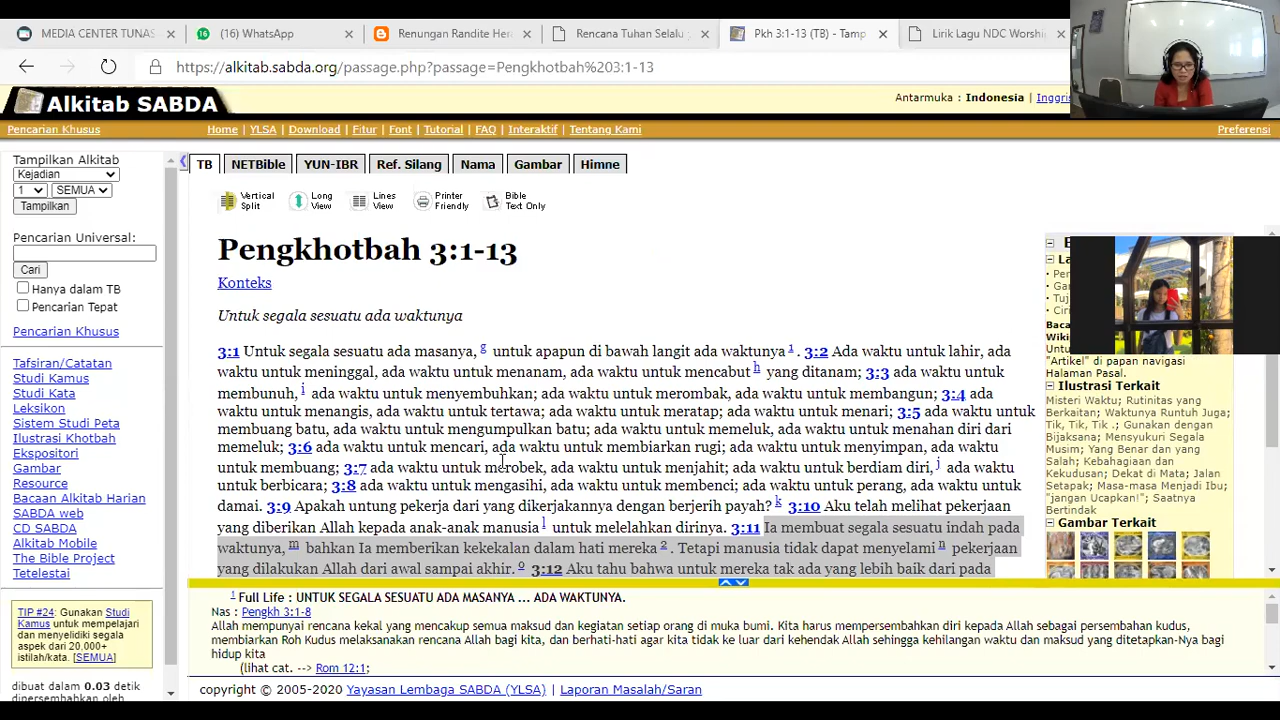 MEDIA CENTER TUNAS
(16) WhatsApp
Renungan Randite Here
Rencana Tuhan Selalu
Pkh 3:1-13 (TB) - Tamp
Lirik Lagu NDC Worshi
https://alkitab.sabda.org/passage.php?passage=Pengkhotbah%203:1-13
Alkitab SABDA
Antarmuka : Indonesia | Inggris
Pencarian Khusus
Home | YLSA | Download | Fitur | Font | Tutorial | FAQ | Interaktif | Tentang Kami
Preferensi
Tampilkan Alkitab
Kejadian
1 SEMUA
Tampilkan
Pencarian Universal:
Cari
Hanya dalam TB
Pencarian Tepat
Pencarian Khusus
Tafsiran/Catatan
Studi Kamus
Studi Kata
Leksikon
Sistem Studi Peta
Ilustrasi Khotbah
Ekspositori
Gambar
Resource
Bacaan Alkitab Harian
SABDA web
CD SABDA
Alkitab Mobile
The Bible Project
Telelestai
TIP #24: Gunakan Studi
Kamus untuk mempelajari
dan menyelidiki segala
aspek dari 20.000+
istilah/kata. [SEMUA]
dibuat dalam 0.03 detik
dipersembahkan oleh
TB NETBible YUN-IBR Ref. Silang Nama Gambar Himne
Vertical Split
Long View
Lines View
Printer Friendly
Bible Text Only
Pengkhotbah 3:1-13
Konteks
Untuk segala sesuatu ada waktunya
3:1 Untuk segala sesuatu ada masanya, g untuk apapun di bawah langit ada waktunya 1 . 3:2 Ada waktu untuk lahir, ada
waktu untuk meninggal, ada waktu untuk menanam, ada waktu untuk mencabut h yang ditanam; 3:3 ada waktu untuk
membunuh, i ada waktu untuk menyembuhkan; ada waktu untuk merombak, ada waktu untuk membangun; 3:4 ada
waktu untuk menangis, ada waktu untuk tertawa; ada waktu untuk meratap; ada waktu untuk menari; 3:5 ada waktu untuk
membuang batu, ada waktu untuk mengumpulkan batu; ada waktu untuk memeluk, ada waktu untuk menahan diri dari
memeluk; 3:6 ada waktu untuk mencari, ada waktu untuk membiarkan rugi; ada waktu untuk menyimpan, ada waktu
untuk membuang; 3:7 ada waktu untuk merobek, ada waktu untuk menjahit; ada waktu untuk berdiam diri, j ada waktu
untuk berbicara; 3:8 ada waktu untuk mengasihi, ada waktu untuk membenci; ada waktu untuk perang, ada waktu untuk
damai. 3:9 Apakah untung pekerja dari yang dikerjakannya dengan berjerih payah? k 3:10 Aku telah melihat pekerjaan
yang diberikan Allah kepada anak-anak manusia l untuk melelahkan dirinya. 3:11 Ia membuat segala sesuatu indah pada
waktunya, m bahkan Ia memberikan kekekalan dalam hati mereka 2 . Tetapi manusia tidak dapat menyelami n pekerjaan
yang dilakukan Allah dari awal sampai akhir. o 3:12 Aku tahu bahwa untuk mereka tak ada yang lebih baik dari pada
"Artikel" di papan navigasi
Halaman Pasal.
Ilustrasi Terkait
Misteri Waktu; Rutinitas yang
Berkaitan; Waktunya Runtuh Juga;
Tik, Tik, Tik .; Gunakan dengan
Bijaksana; Mensyukuri Segala
Musim; Yang Benar dan yang
Salah; Kebahagiaan dan
Kekudusan; Dekat di Mata; Jalan
Setapak; Masa-masa Menjadi Ibu;
"jangan Ucapkan!"; Saatnya
Bertindak
Gambar Terkait
1 Full Life : UNTUK SEGALA SESUATU ADA MASANYA ... ADA WAKTUNYA.
Nas : Pengkh 3:1-8
Allah mempunyai rencana kekal yang mencakup semua maksud dan kegiatan setiap orang di muka bumi. Kita harus mempersembahkan diri kepada Allah sebagai persembahan kudus,
membiarkan Roh Kudus melaksanakan rencana Allah bagi kita, dan berhati-hati agar kita tidak ke luar dari kehendak Allah sehingga kehilangan waktu dan maksud yang ditetapkan-Nya bagi
hidup kita
(lihat cat. --> Rom 12:1;
copyright © 2005-2020 Yayasan Lembaga SABDA (YLSA) | Laporan Masalah/Saran